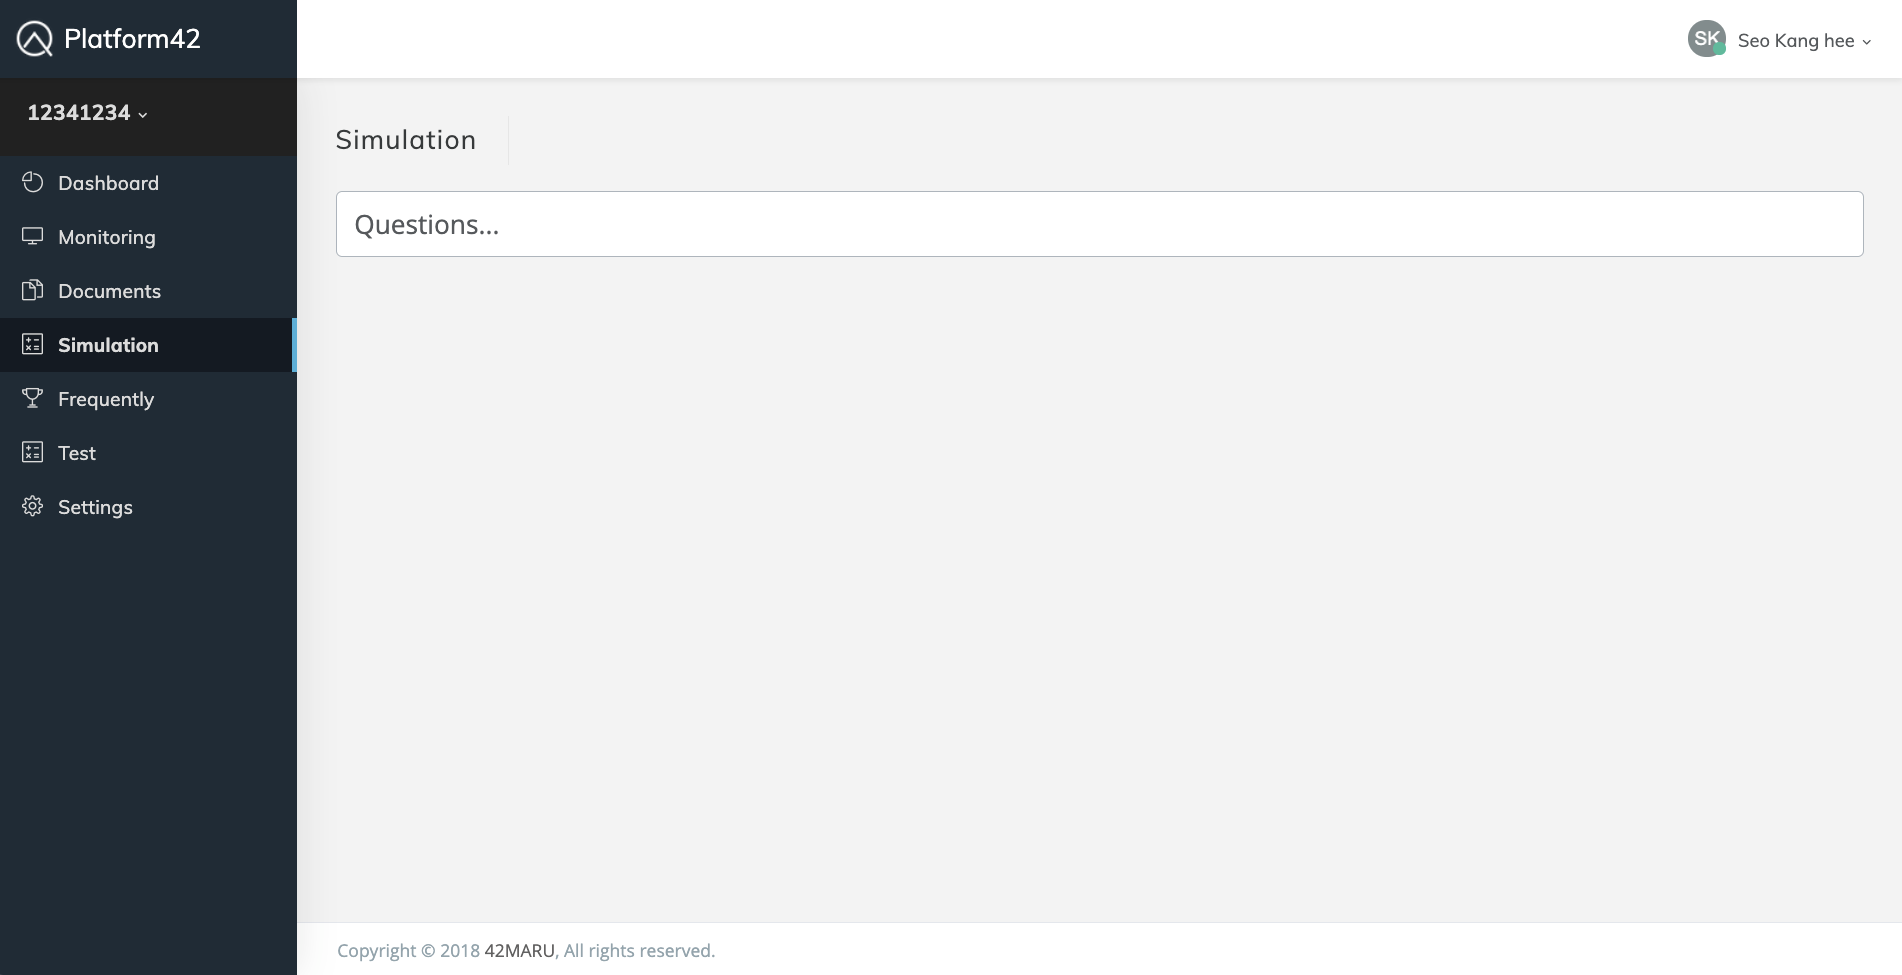 Platform42
SK
Seo Kang hee
12341234
Dashboard
Monitoring
Documents
Simulation
Frequently
Test
Settings
Simulation
Questions...
Copyright © 2018 42MARU, All rights reserved.